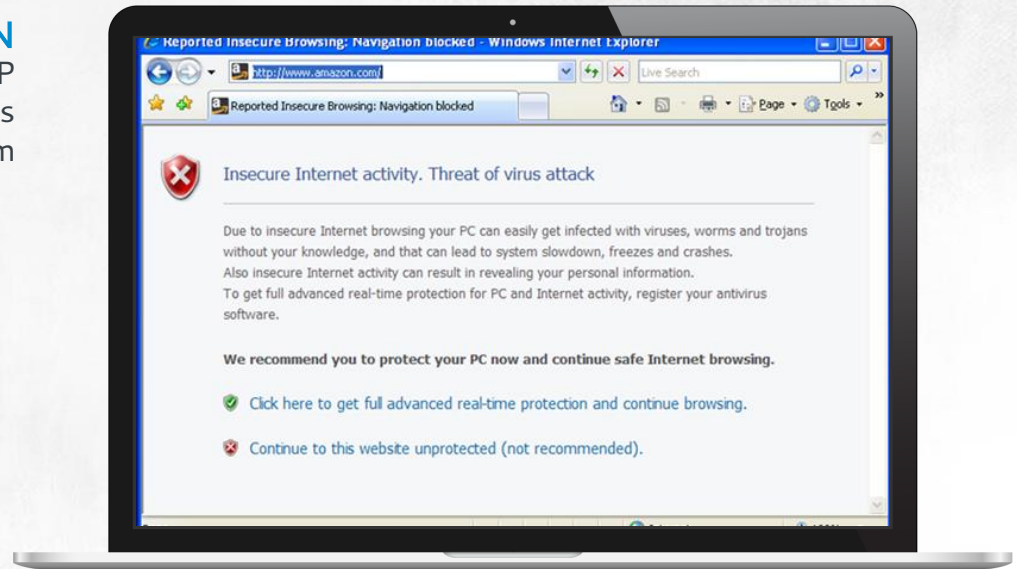 N
P
s
m
Reported Insecure Browsing: Navigation blocked - Windows Internet Explorer
http://www.amazon.com/
Live Search
Reported Insecure Browsing: Navigation blocked
Page
Tools
Insecure Internet activity. Threat of virus attack
Due to insecure Internet browsing your PC can easily get infected with viruses, worms and trojans
without your knowledge, and that can lead to system slowdown, freezes and crashes.
Also insecure Internet activity can result in revealing your personal information.
To get full advanced real-time protection for PC and Internet activity, register your antivirus
software.
We recommend you to protect your PC now and continue safe Internet browsing.
Click here to get full advanced real-time protection and continue browsing.
Continue to this website unprotected (not recommended).